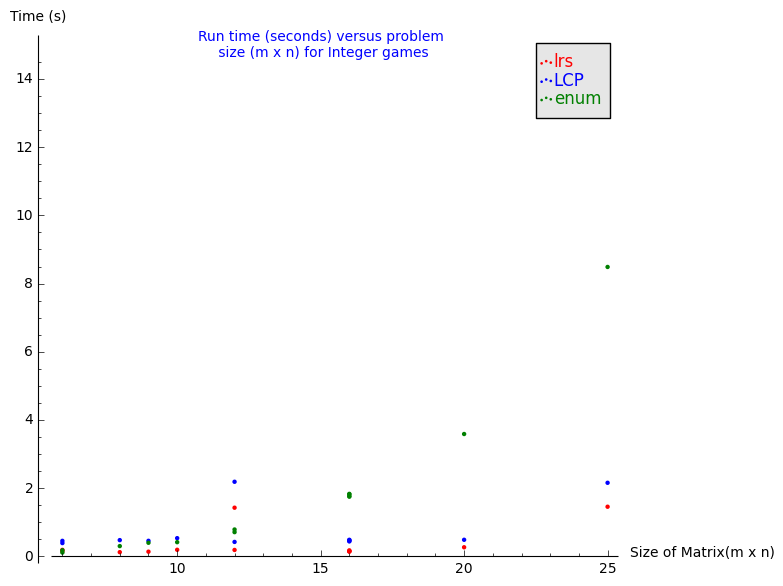 Time (s)
Run time (seconds) versus problem
size (m x n) for Integer games
lrs
LCP
enum
14
12
10
8
6
4
2
0
10
15
20
25
Size of Matrix(m x n)